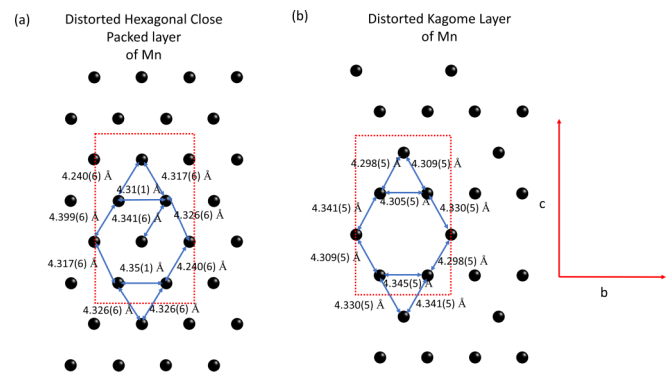 (a)
Distorted Hexagonal Close
Packed layer
of Mn
4.240(6) Å
4.317(6) Å
4.31(1) Å
4.399(6) Å
4.341(6) Å
4.326(6) Å
4.317(6) Å
4.35(1) Å
4.240(6) Å
4.326(6) Å
4.326(6) Å
(b)
Distorted Kagome Layer
of Mn
4.298(5) Å
4.309(5) Å
4.305(5) Å
4.341(5) Å
4.330(5) Å
4.309(5) Å
4.298(5) Å
4.345(5) Å
4.330(5) Å
4.341(5) Å
c
b